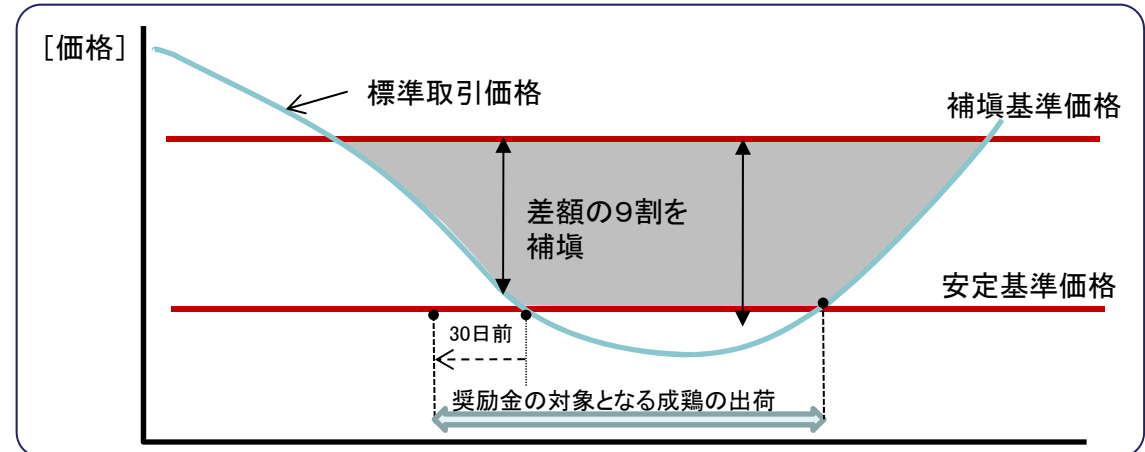 [価格]
標準取引価格
補塡基準価格
差額の９割を
補塡
安定基準価格
30日前
奨励金の対象となる成鶏の出荷